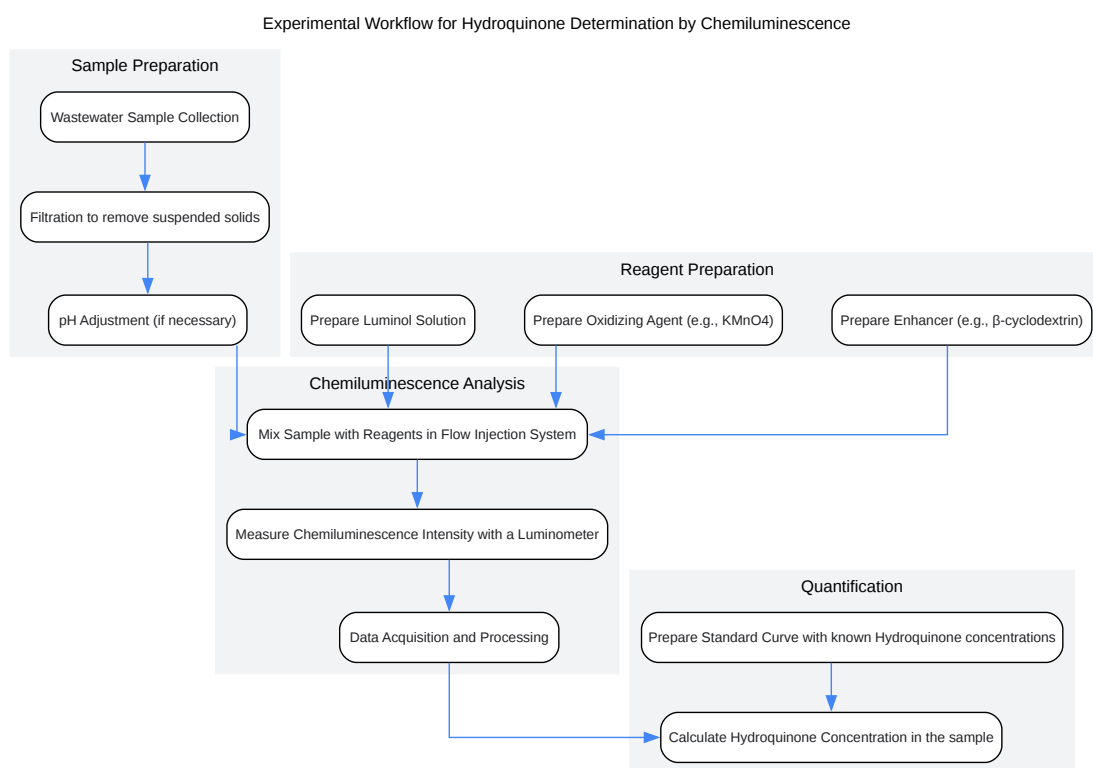 Experimental Workflow for Hydroquinone Determination by Chemiluminescence
Sample Preparation
Wastewater Sample Collection
Filtration to remove suspended solids
pH Adjustment (if necessary)
Reagent Preparation
Prepare Luminol Solution
Prepare Oxidizing Agent (e.g., KMnO4)
Prepare Enhancer (e.g., β-cyclodextrin)
Chemiluminescence Analysis
Mix Sample with Reagents in Flow Injection System
Measure Chemiluminescence Intensity with a Luminometer
Data Acquisition and Processing
Quantification
Prepare Standard Curve with known Hydroquinone concentrations
Calculate Hydroquinone Concentration in the sample